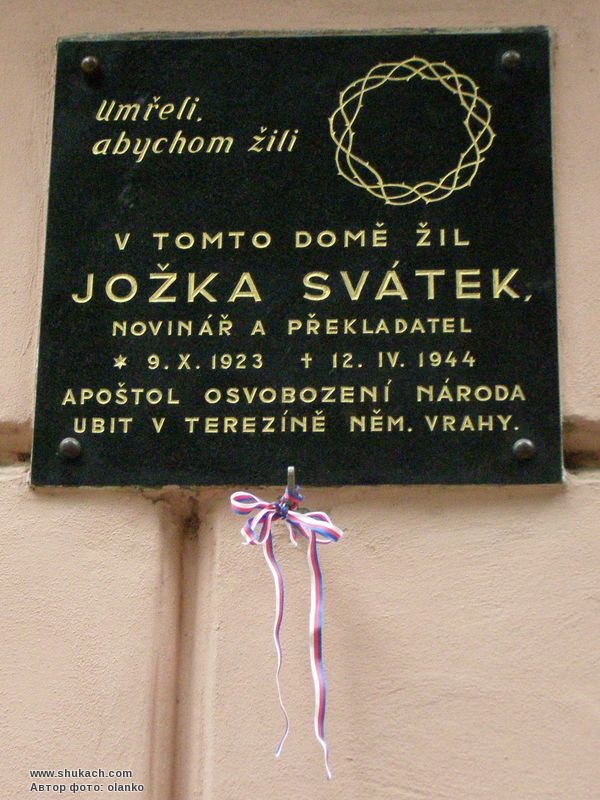 Umřeli,
abychom žili
V TOMTO DOMĚ ŽIL
JOŽKA SVÁTEK,
NOVINÁŘ A PŘEKLADATEL
* 9. X. 1923 † 12. IV. 1944
APOŠTOL OSVOBOZENÍ NÁRODA
UBIT V TEREZÍNĚ NĚM. VRAHY.
www.shukach.com
Автор фото: olanko